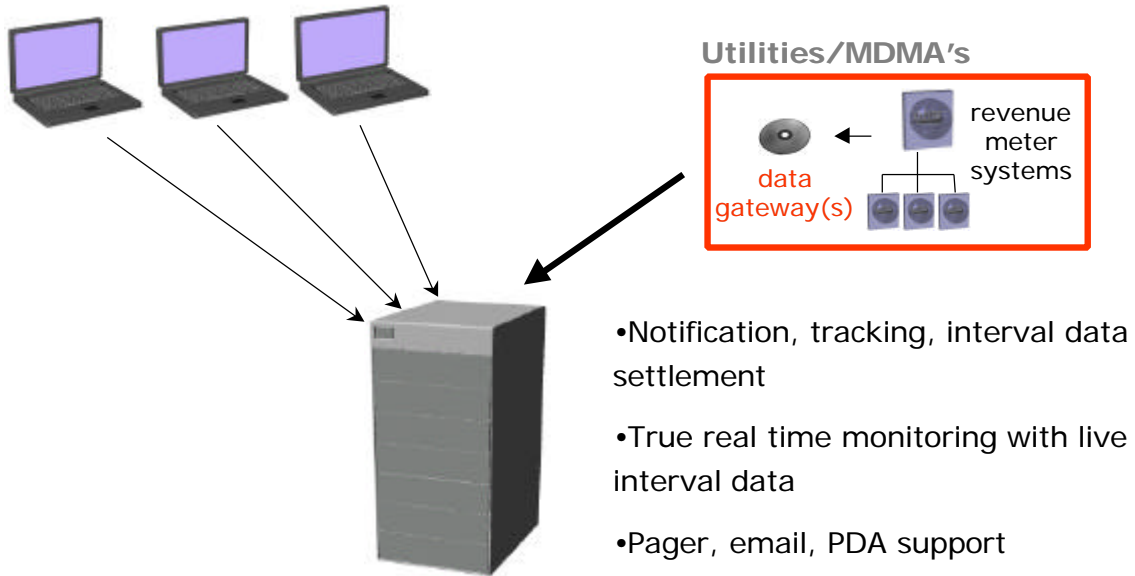 Utilities/MDMA's
revenue
meter
systems
data
gateway(s)
•Notification, tracking, interval data
settlement
•True real time monitoring with live
interval data
•Pager, email, PDA support